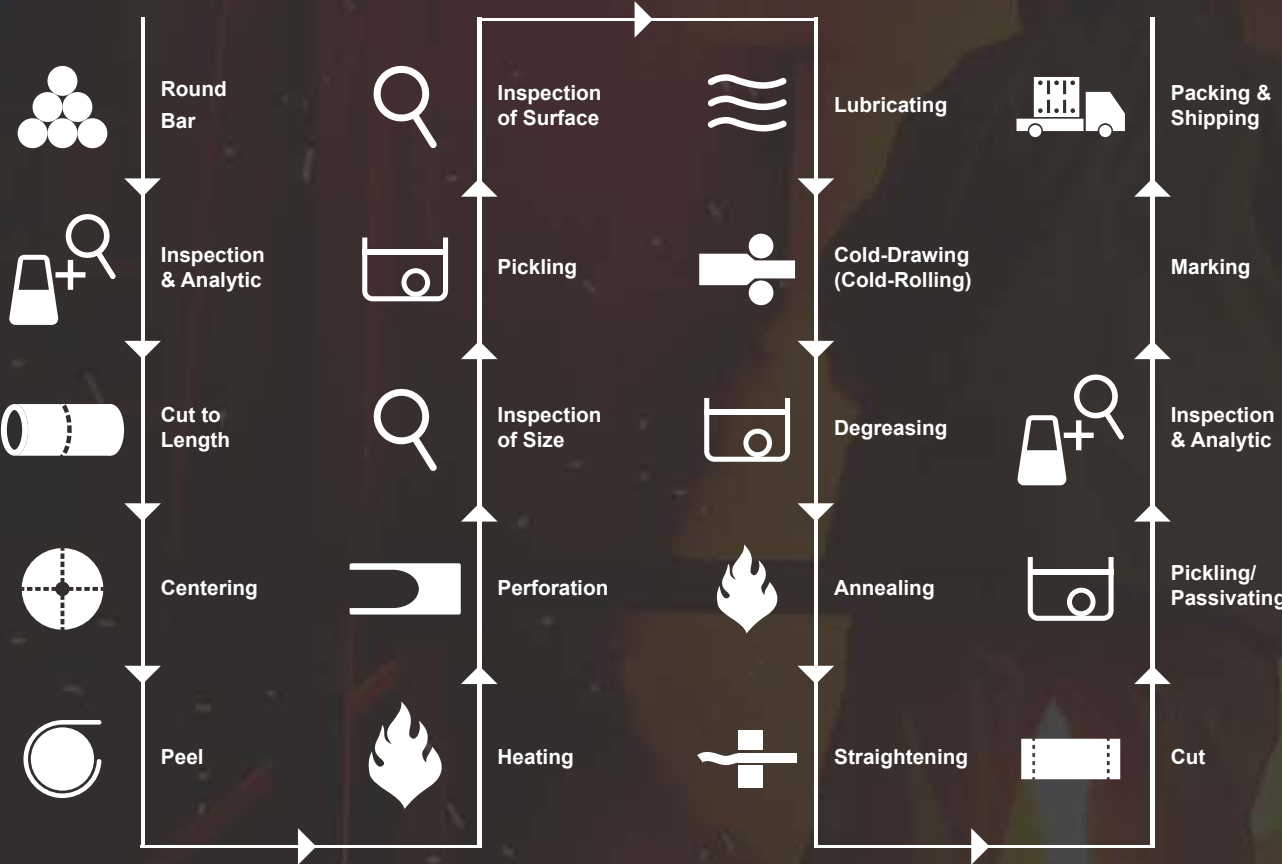 Round
Bar
Inspection
& Analytic
Cut to
Length
Centering
Peel
Heating
Perforation
Inspection
of Size
Pickling
Inspection
of Surface
Lubricating
Cold-Drawing
(Cold-Rolling)
Degreasing
Annealing
Straightening
Cut
Pickling/
Passivating
Inspection
& Analytic
Marking
Packing &
Shipping